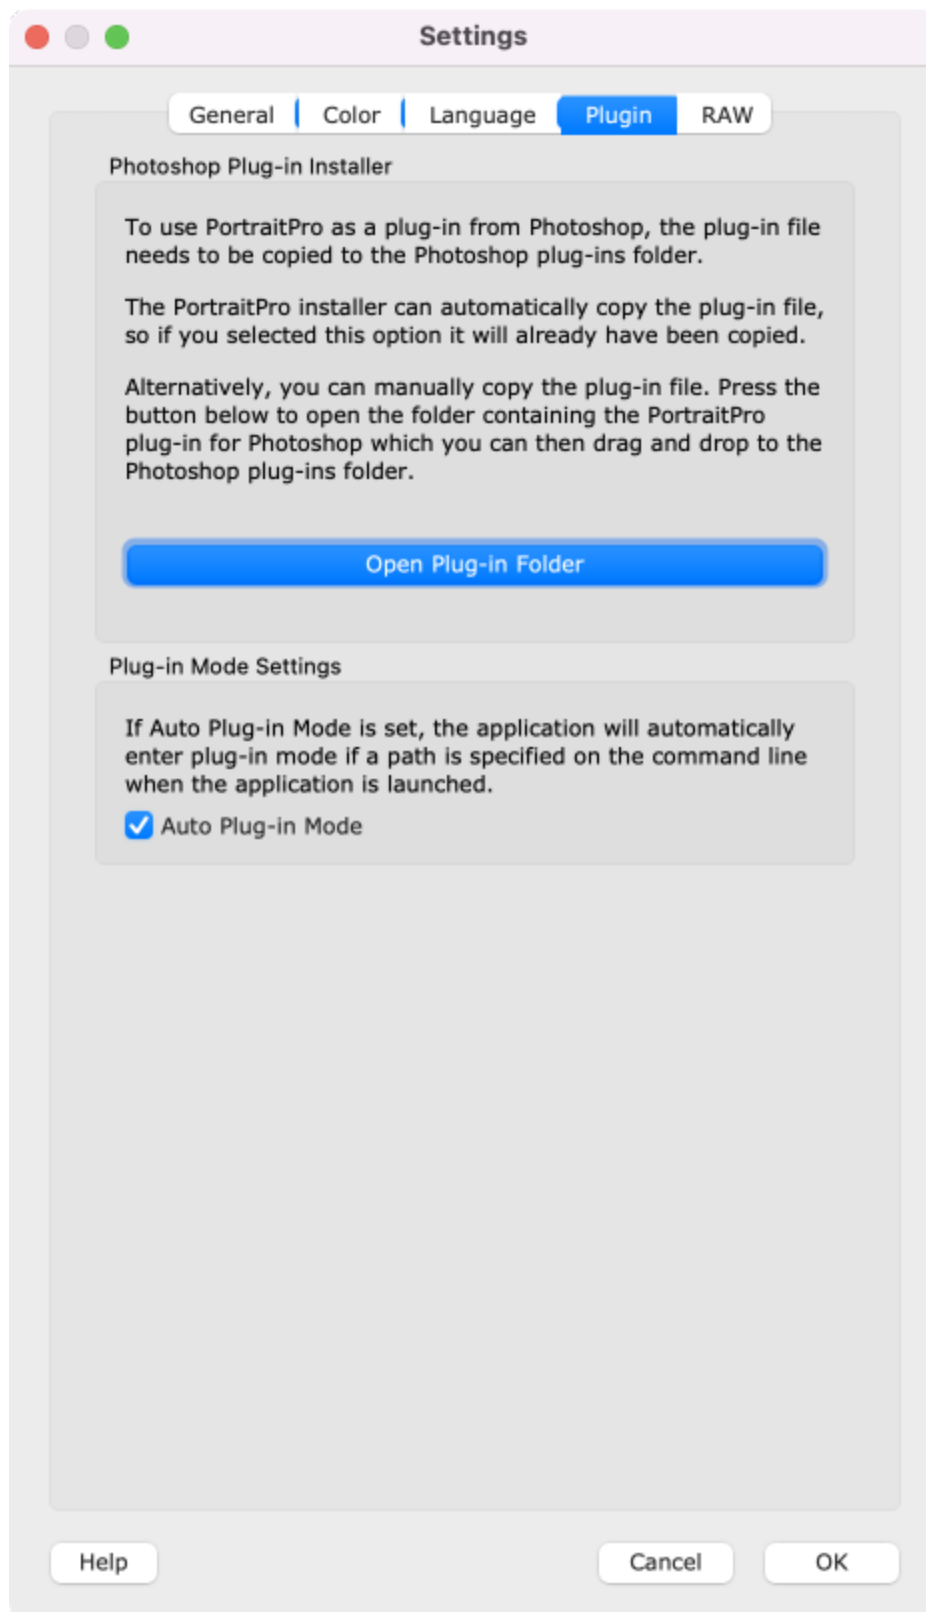 Settings
General
Color
Language
Plugin
RAW
Photoshop Plug-in Installer
To use PortraitPro as a plug-in from Photoshop, the plug-in file
needs to be copied to the Photoshop plug-ins folder.
The PortraitPro installer can automatically copy the plug-in file,
so if you selected this option it will already have been copied.
Alternatively, you can manually copy the plug-in file. Press the
button below to open the folder containing the PortraitPro
plug-in for Photoshop which you can then drag and drop to the
Photoshop plug-ins folder.
Open Plug-in Folder
Plug-in Mode Settings
If Auto Plug-in Mode is set, the application will automatically
enter plug-in mode if a path is specified on the command line
when the application is launched.
Auto Plug-in Mode
Help
Cancel
OK